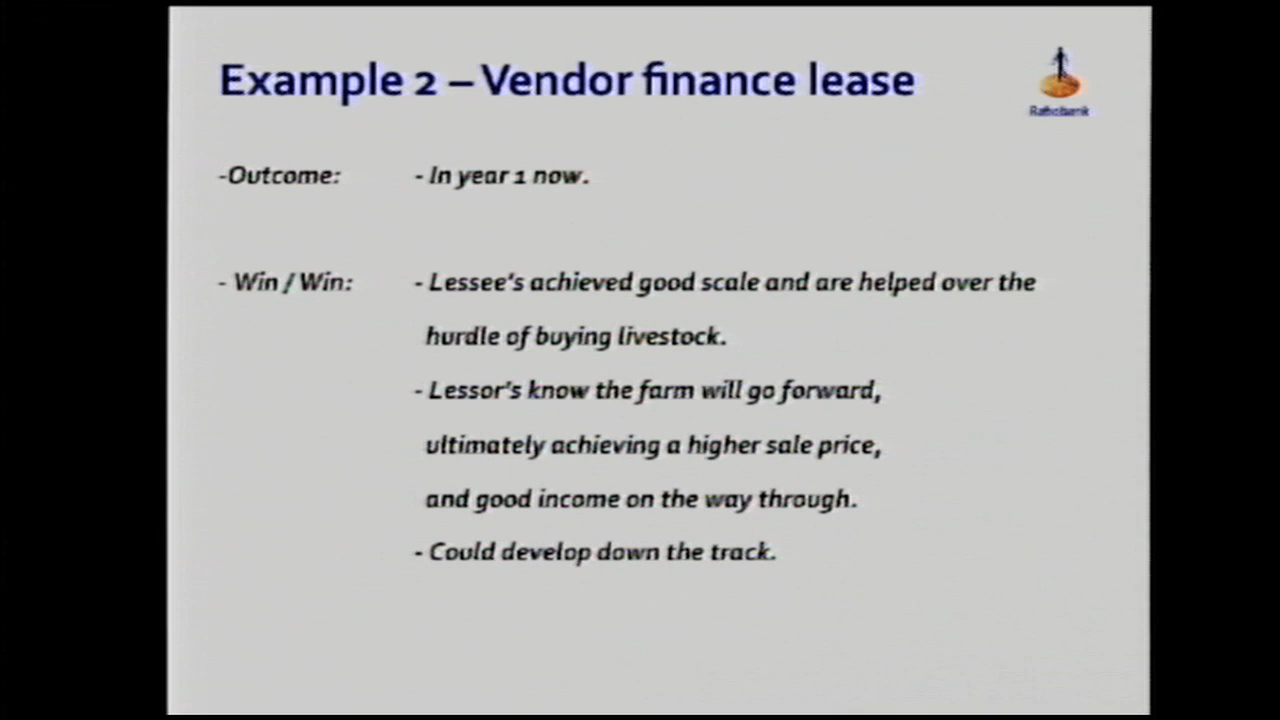 Example 2 – Vendor finance lease
Rabobank
-Outcome: - In year 1 now.
- Win / Win: - Lessee's achieved good scale and are helped over the
hurdle of buying livestock.
- Lessor's know the farm will go forward,
ultimately achieving a higher sale price,
and good income on the way through.
- Could develop down the track.